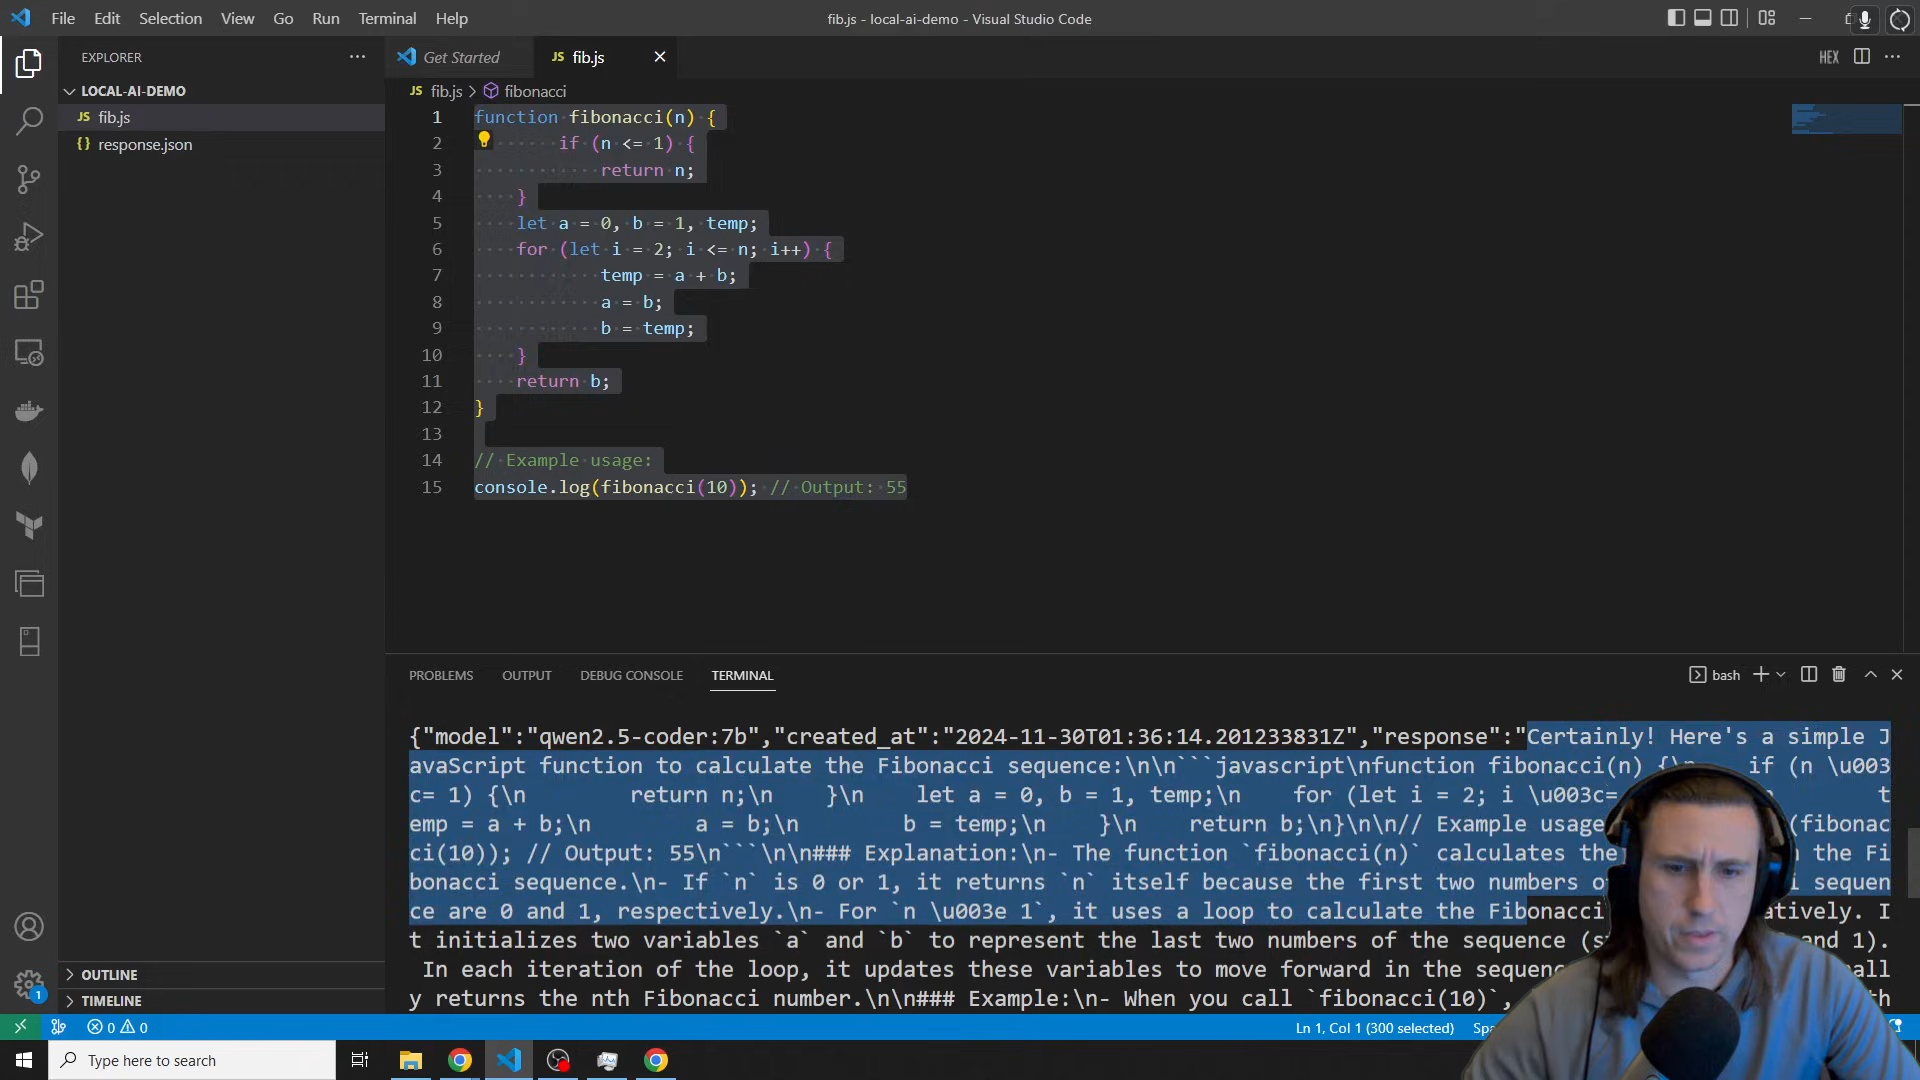 File Edit Selection View Go Run Terminal Help
fib.js - local-ai-demo - Visual Studio Code
EXPLORER
LOCAL-AI-DEMO
JS fib.js
{} response.json
OUTLINE
TIMELINE
Get Started
JS fib.js
HEX
JS fib.js > fibonacci
1 function fibonacci(n) {
2 if (n <= 1) {
3 return n;
4 }
5 let a = 0, b = 1, temp;
6 for (let i = 2; i <= n; i++) {
7 temp = a + b;
8 a = b;
9 b = temp;
10 }
11 return b;
12 }
13
14 // Example usage:
15 console.log(fibonacci(10)); // Output: 55
PROBLEMS OUTPUT DEBUG CONSOLE TERMINAL
bash
{"model":"qwen2.5-coder:7b","created_at":"2024-11-30T01:36:14.201233831Z","response":"Certainly! Here's a simple J
avaScript function to calculate the Fibonacci sequence:\n\n```javascript\nfunction fibonacci(n) {\n if (n \u003
c= 1) {\n return n;\n }\n let a = 0, b = 1, temp;\n for (let i = 2; i \u003c= t
emp = a + b;\n a = b;\n b = temp;\n }\n return b;\n}\n\n// Example usage (fibonac
ci(10)); // Output: 55\n```\n\n### Explanation:\n- The function `fibonacci(n)` calculates the the Fi
bonacci sequence.\n- If `n` is 0 or 1, it returns `n` itself because the first two numbers sequen
ce are 0 and 1, respectively.\n- For `n \u003e 1`, it uses a loop to calculate the Fibonacci atively. I
t initializes two variables `a` and `b` to represent the last two numbers of the sequence and 1).
In each iteration of the loop, it updates these variables to move forward in the all
y returns the nth Fibonacci number.\n\n### Example:\n- When you call `fibonacci(10)`, th
1
0 0
Ln 1, Col 1 (300 selected)
Type here to search